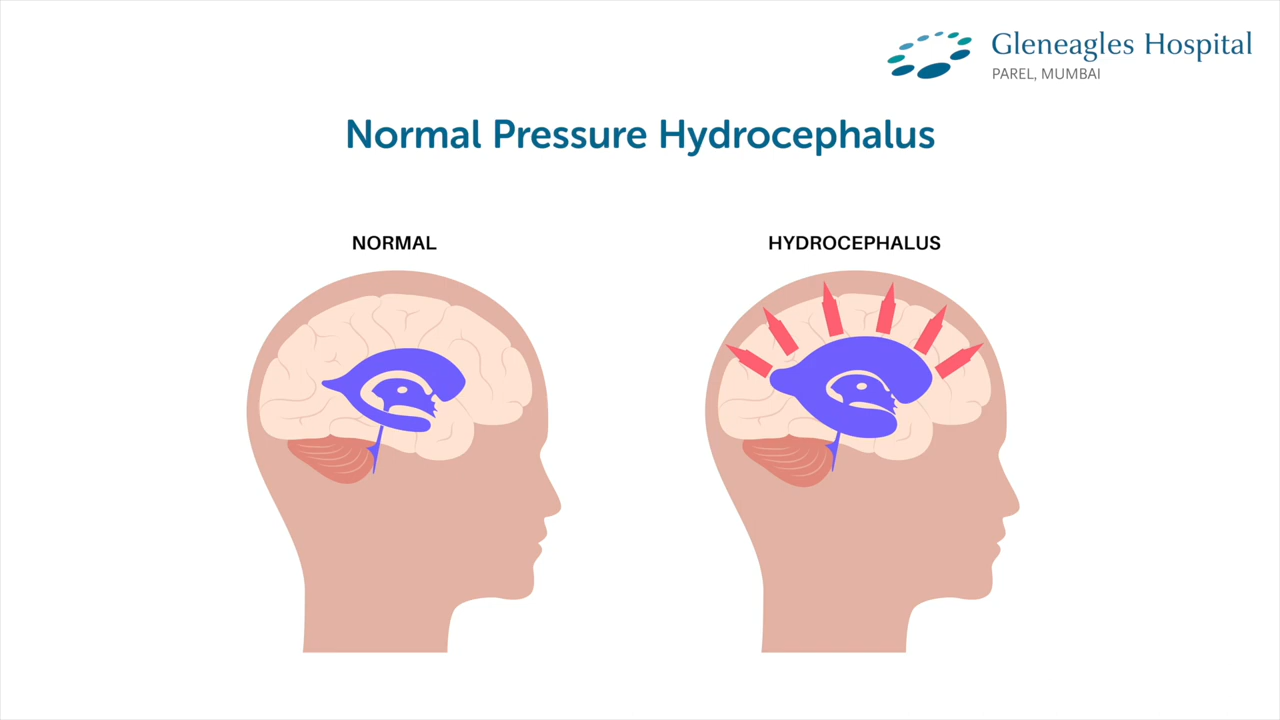 Gleneagles Hospital
PAREL, MUMBAI
Normal Pressure Hydrocephalus
NORMAL
HYDROCEPHALUS